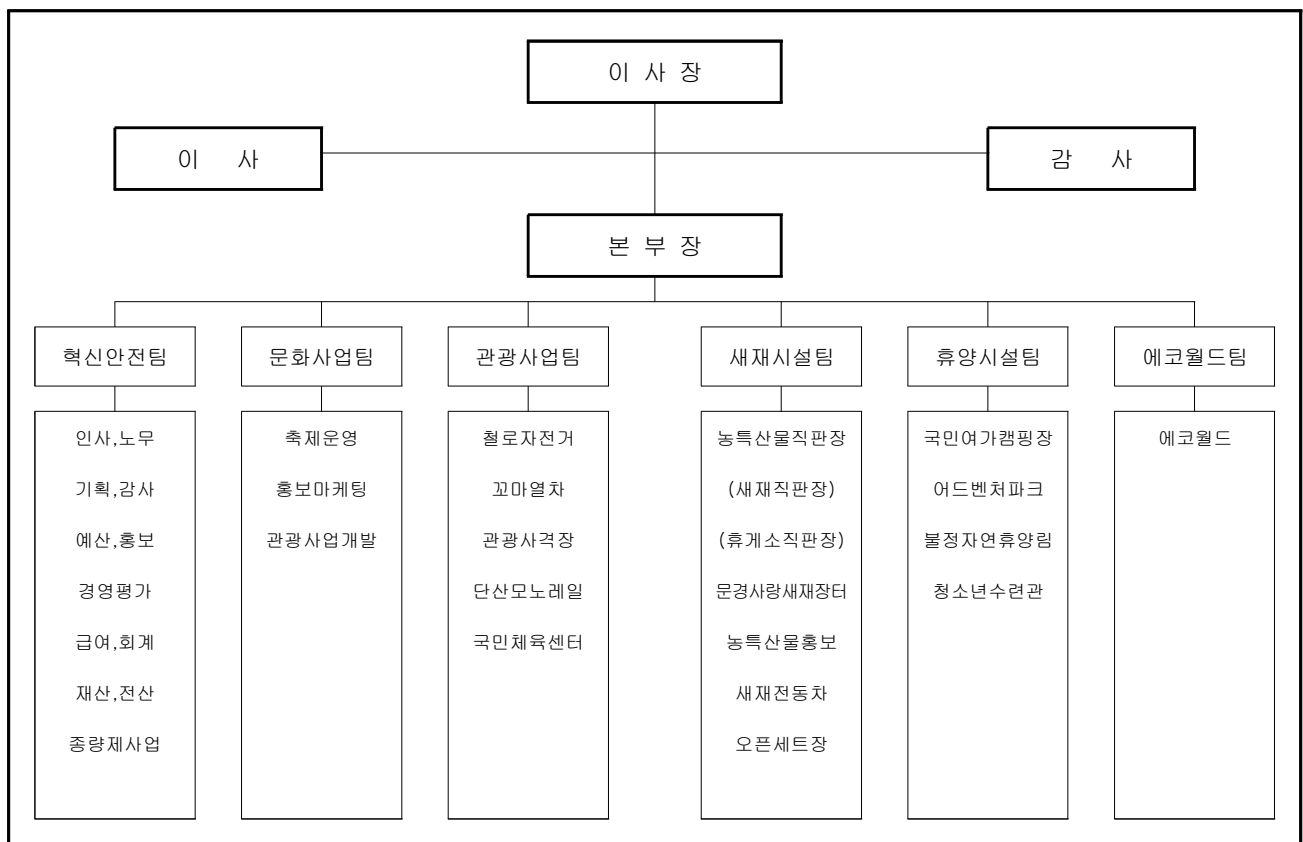 이 사 장
이 사
감 사
본 부 장
혁신안전팀
인사,노무
기획,감사
예산,홍보
경영평가
급여,회계
재산,전산
종량제사업
문화사업팀
축제운영
홍보마케팅
관광사업개발
관광사업팀
철로자전거
꼬마열차
관광사격장
단산모노레일
국민체육센터
새재시설팀
농특산물직판장
(새재직판장)
(휴게소직판장)
문경사랑새재장터
농특산물홍보
새재전동차
오픈세트장
휴양시설팀
국민여가캠핑장
어드벤처파크
불정자연휴양림
청소년수련관
에코월드팀
에코월드